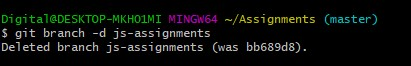 Digital@DESKTOP-MKHO1MI MINGW64 ~/Assignments (master)
$ git branch -d js-assignments
Deleted branch js-assignments (was bb689d8).